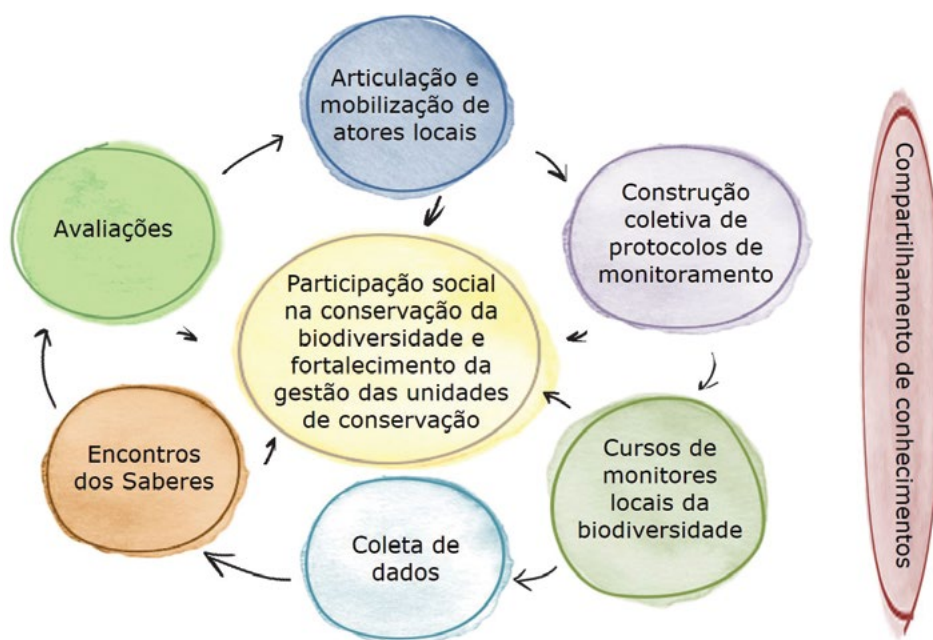 Articulação e
mobilização de
atores locais
Construção
coletiva de
protocolos de
monitoramento
Avaliações
Participação social
na conservação da
biodiversidade e
fortalecimento da
gestão das unidades
de conservação
Cursos de
monitores
locais da
biodiversidade
Encontros
dos Saberes
Coleta de
dados
Compartilhamento de conhecimentos